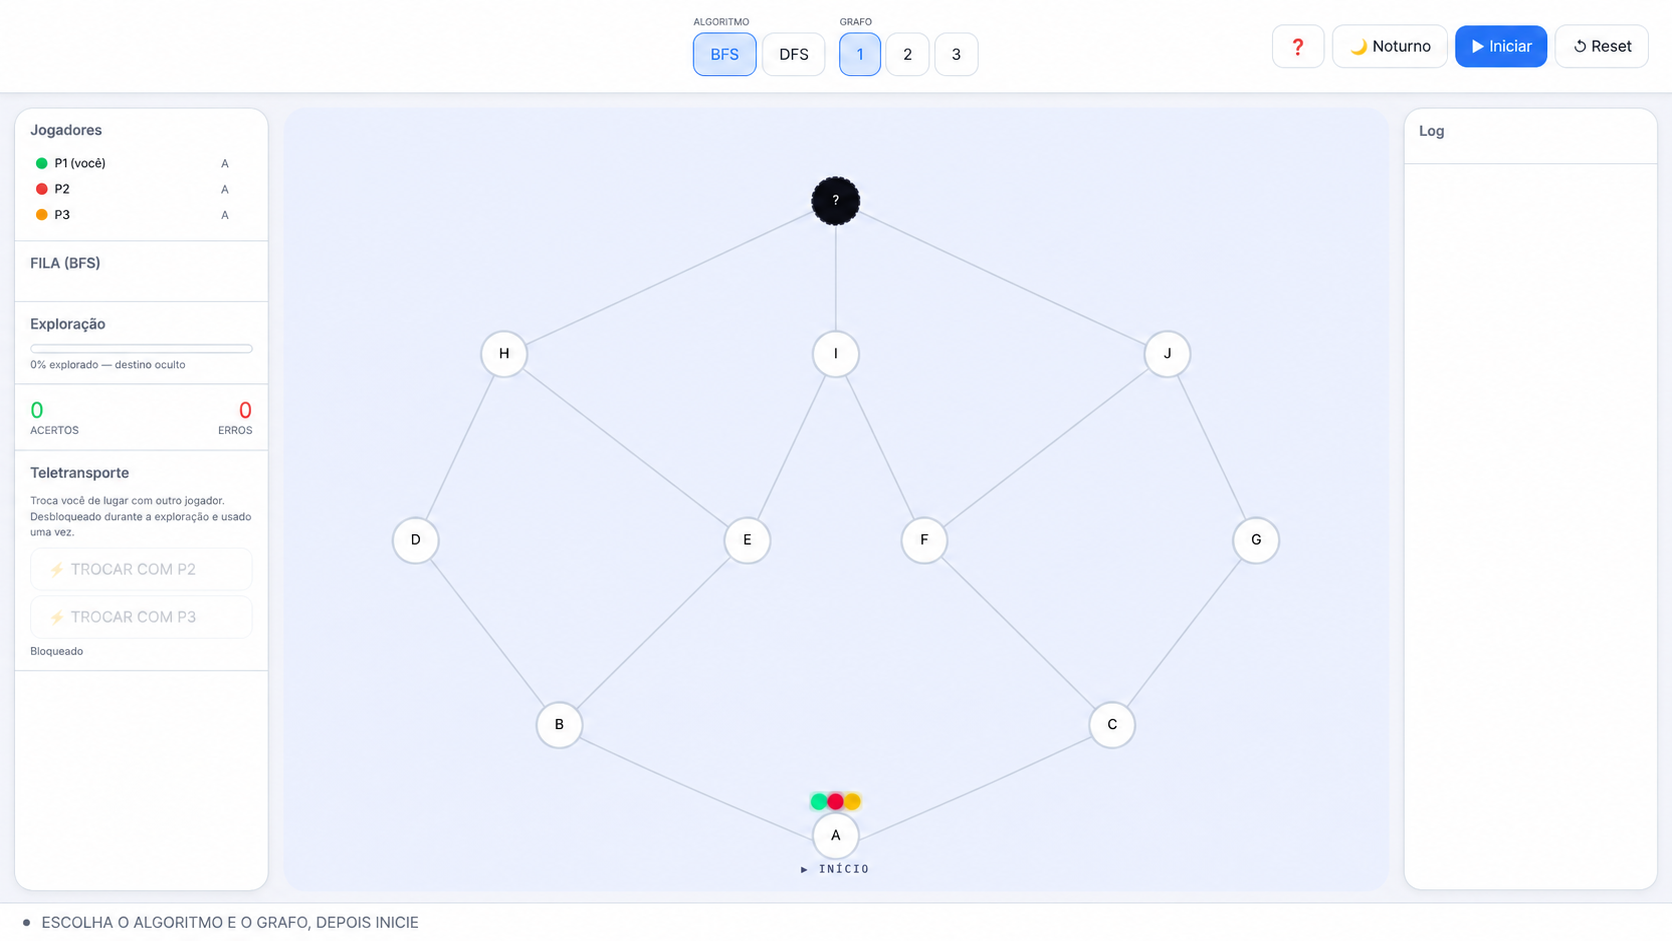 ALGORITMO
BFS
DFS
GRAFO
1
2
3
❓
🌙 Noturno
▶ Iniciar
↺ Reset
Jogadores
P1 (você) A
P2 A
P3 A
FILA (BFS)
Exploração
0% explorado — destino oculto
0 0
ACERTOS ERROS
Teletransporte
Troca você de lugar com outro jogador.
Desbloqueado durante a exploração e usado
uma vez.
⚡ TROCAR COM P2
⚡ TROCAR COM P3
Bloqueado
?
H
I
J
D
E
F
G
B
C
A
▶ INÍCIO
Log
• ESCOLHA O ALGORITMO E O GRAFO, DEPOIS INICIE